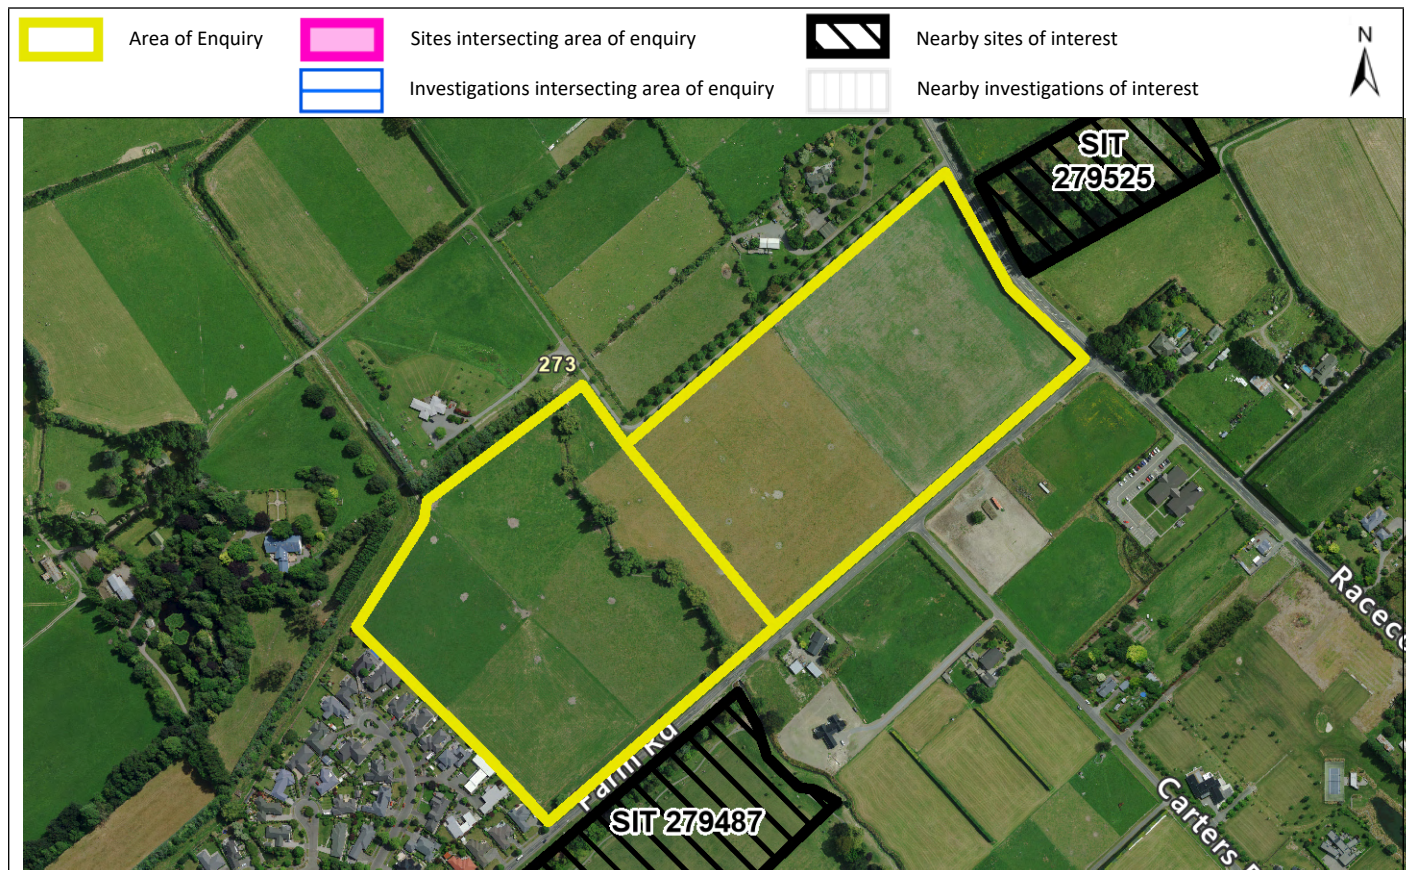 Area of Enquiry
Sites intersecting area of enquiry
Nearby sites of interest
N
Investigations intersecting area of enquiry
Nearby investigations of interest
SIT
279525
273
Racec
Farm Rd
SIT 279487
Carters